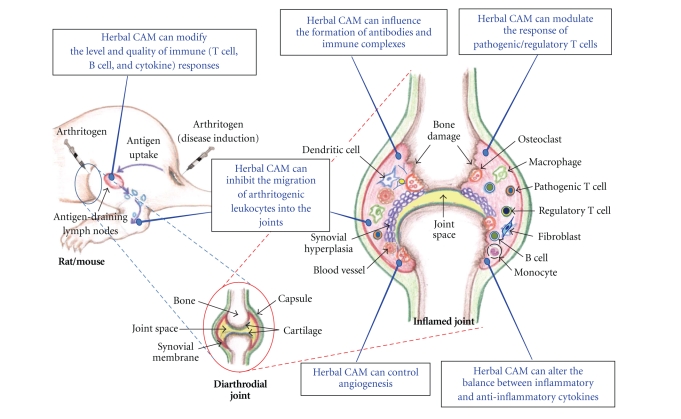 Herbal CAM can modify
the level and quality of immune (T cell,
B cell, and cytokine) responses
Herbal CAM can influence
the formation of antibodies and
immune complexes
Herbal CAM can modulate
the response of
pathogenic/regulatory T cells
Arthritogen
Antigen
uptake
Arthritogen
(disease induction)
Herbal CAM can
inhibit the migration
of arthritogenic
leukocytes into the
joints
Antigen-draining
lymph nodes
Rat/mouse
Dendritic cell
Bone
damage
Osteoclast
Macrophage
Pathogenic T cell
Regulatory T cell
Fibroblast
B cell
Monocyte
Joint
space
Synovial
hyperplasia
Blood vessel
Inflamed joint
Bone
Capsule
Joint space
Cartilage
Synovial
membrane
Diarthrodial
joint
Herbal CAM can control
angiogenesis
Herbal CAM can alter the
balance between inflammatory
and anti-inflammatory cytokines